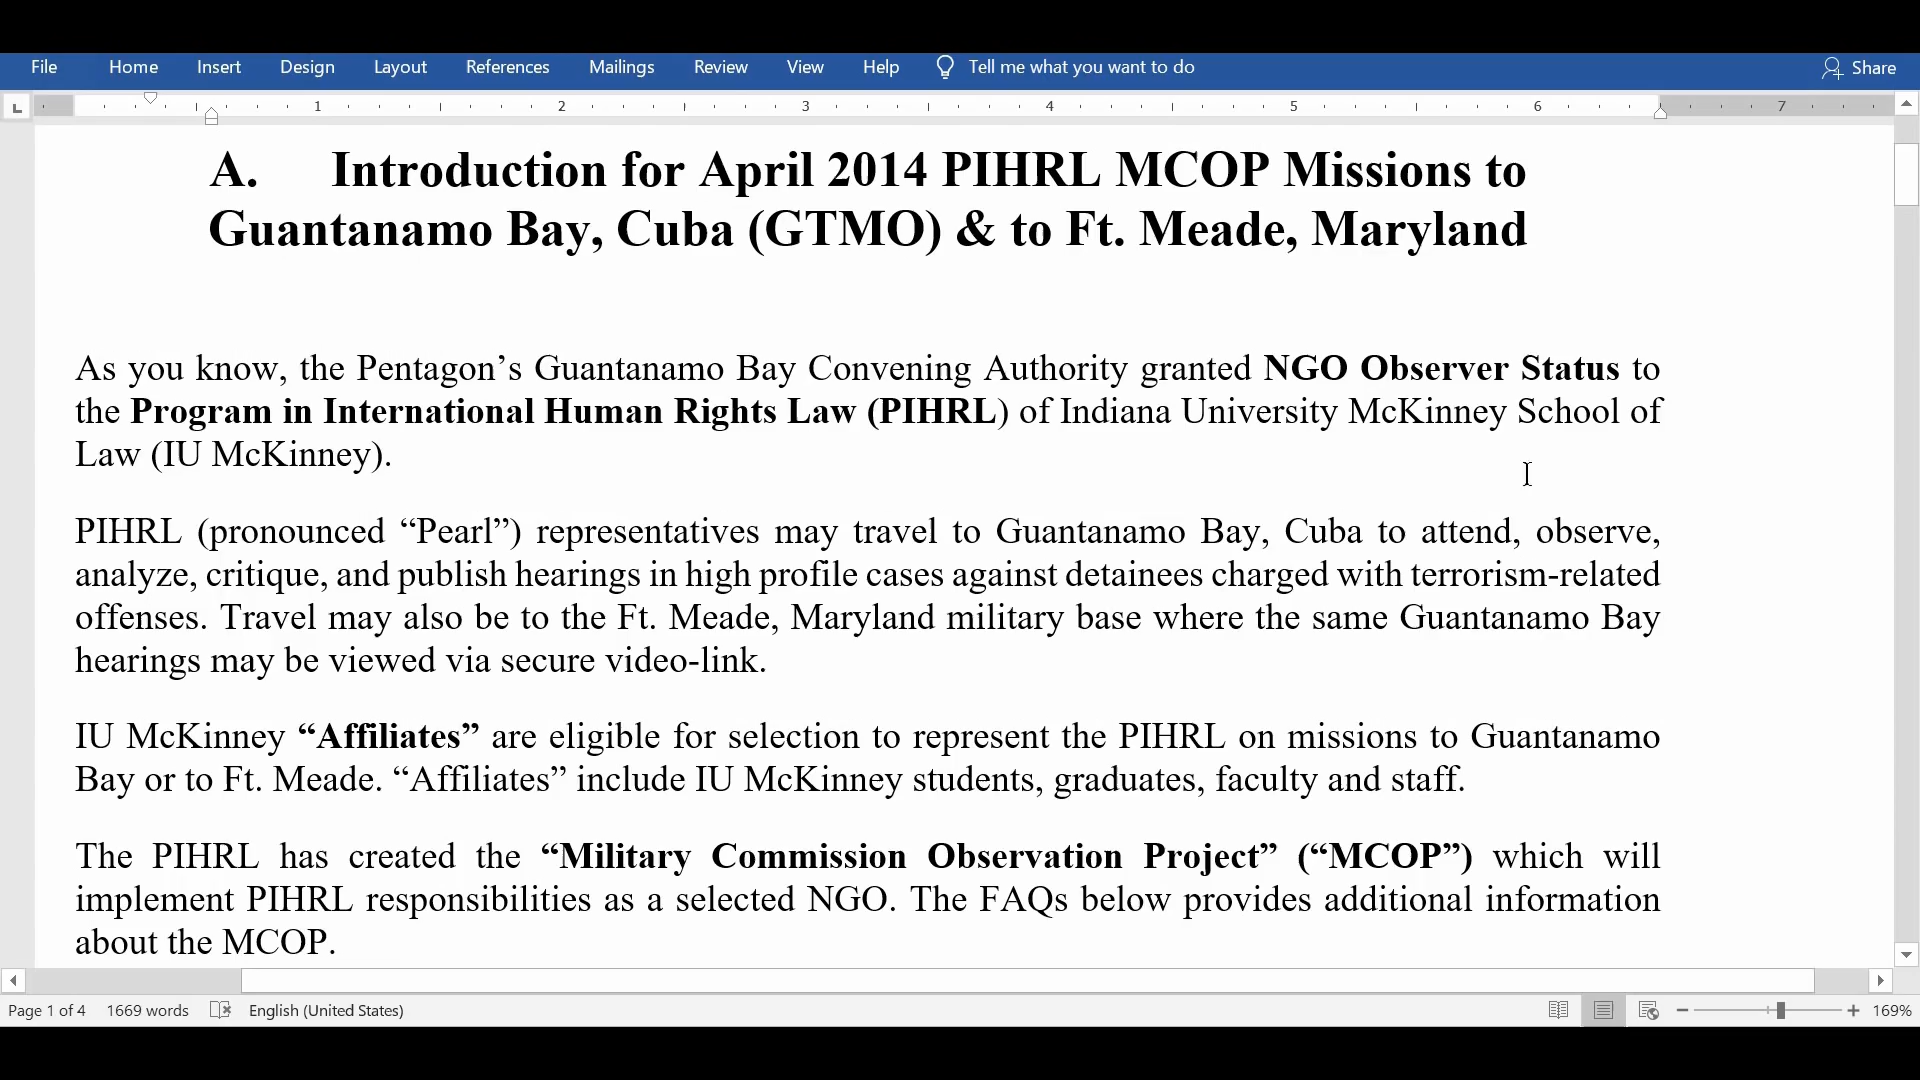 File Home Insert Design Layout References Mailings Review View Help Tell me what you want to do Share
1 2 3 4 5 6 7
A. Introduction for April 2014 PIHRL MCOP Missions to
Guantanamo Bay, Cuba (GTMO) & to Ft. Meade, Maryland
As you know, the Pentagon’s Guantanamo Bay Convening Authority granted NGO Observer Status to
the Program in International Human Rights Law (PIHRL) of Indiana University McKinney School of
Law (IU McKinney).
PIHRL (pronounced “Pearl”) representatives may travel to Guantanamo Bay, Cuba to attend, observe,
analyze, critique, and publish hearings in high profile cases against detainees charged with terrorism-related
offenses. Travel may also be to the Ft. Meade, Maryland military base where the same Guantanamo Bay
hearings may be viewed via secure video-link.
IU McKinney “Affiliates” are eligible for selection to represent the PIHRL on missions to Guantanamo
Bay or to Ft. Meade. “Affiliates” include IU McKinney students, graduates, faculty and staff.
The PIHRL has created the “Military Commission Observation Project” (“MCOP”) which will
implement PIHRL responsibilities as a selected NGO. The FAQs below provides additional information
about the MCOP.
Page 1 of 4 1669 words English (United States) 169%